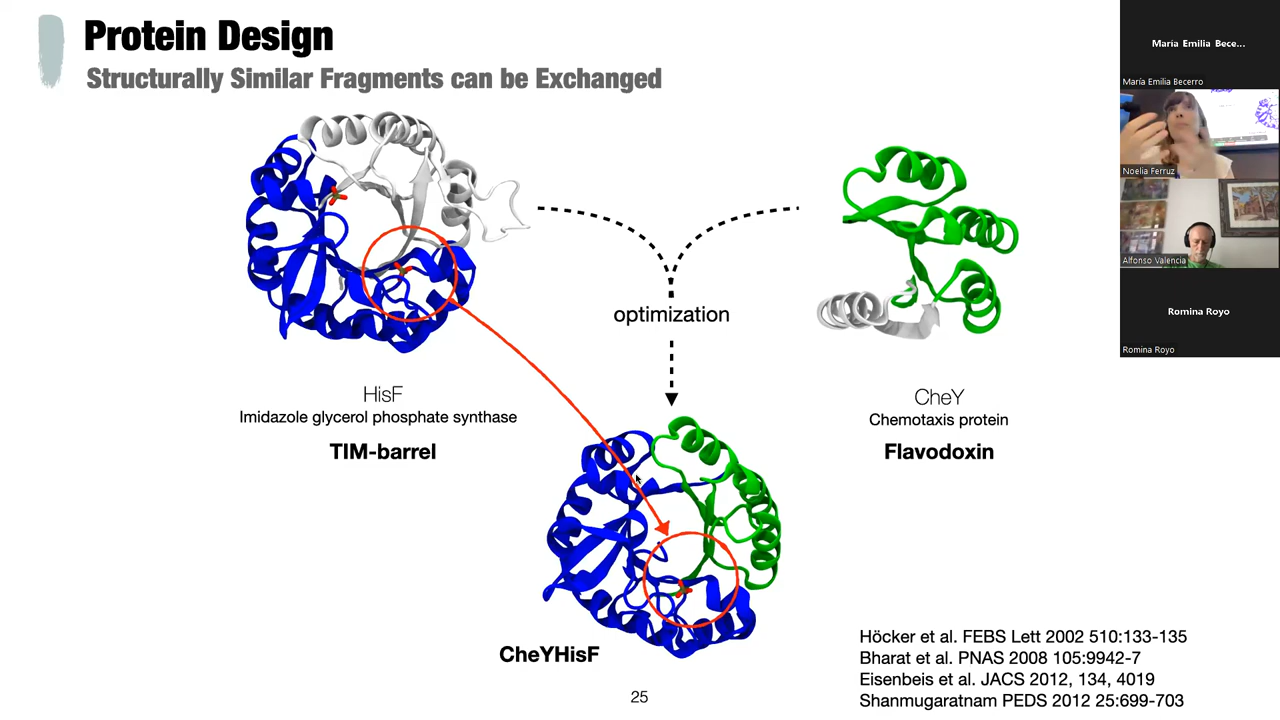 Protein Design
Structurally Similar Fragments can be Exchanged
optimization
HisF
Imidazole glycerol phosphate synthase
TIM-barrel
CheY
Chemotaxis protein
Flavodoxin
CheYHisF
Höcker et al. FEBS Lett 2002 510:133-135
Bharat et al. PNAS 2008 105:9942-7
Eisenbeis et al. JACS 2012, 134, 4019
Shanmugaratnam PEDS 2012 25:699-703
25
Maria Emilia Bece...
María Emilia Becerro
Noelia Ferruz
Alfonso Valencia
Romina Royo
Romina Royo